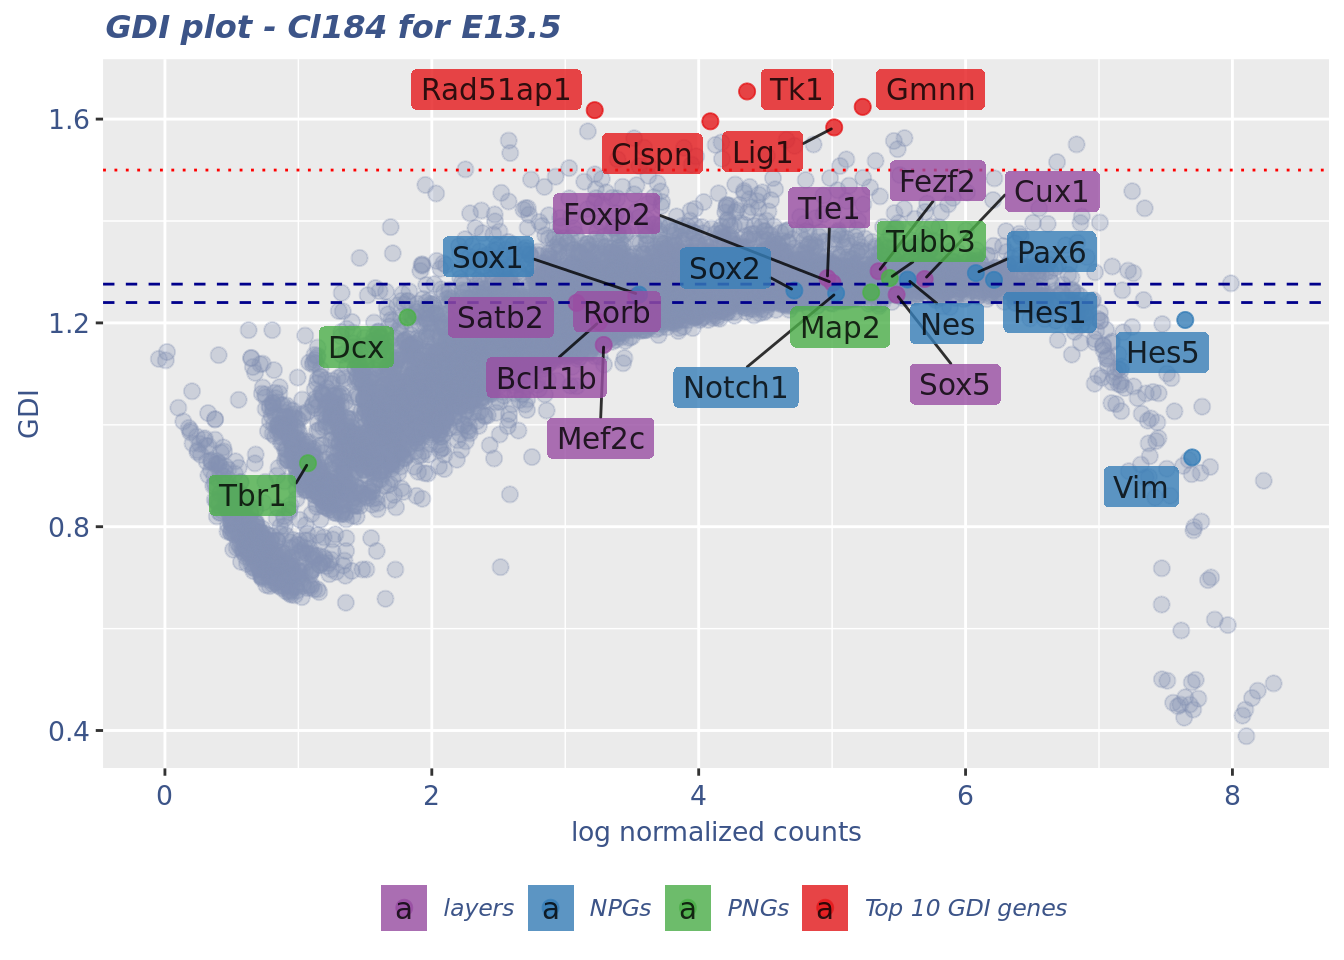 GDI plot - Cl184 for E13.5
Rad51ap1
Tk1
Gmnn
1.6
Clspn
Lig1
Fezf2
Cux1
Foxp2
Tle1
Tubb3
Pax6
Sox1
Sox2
Satb2
Rorb
Hes1
1.2
Map2
Nes
Dcx
Hes5
Bcl11b
Notch1
Sox5
GDI
Mef2c
Tbr1
Vim
0.8
0.4
0 2 4 6 8
log normalized counts
a layers a NPGs a PNGs a Top 10 GDI genes